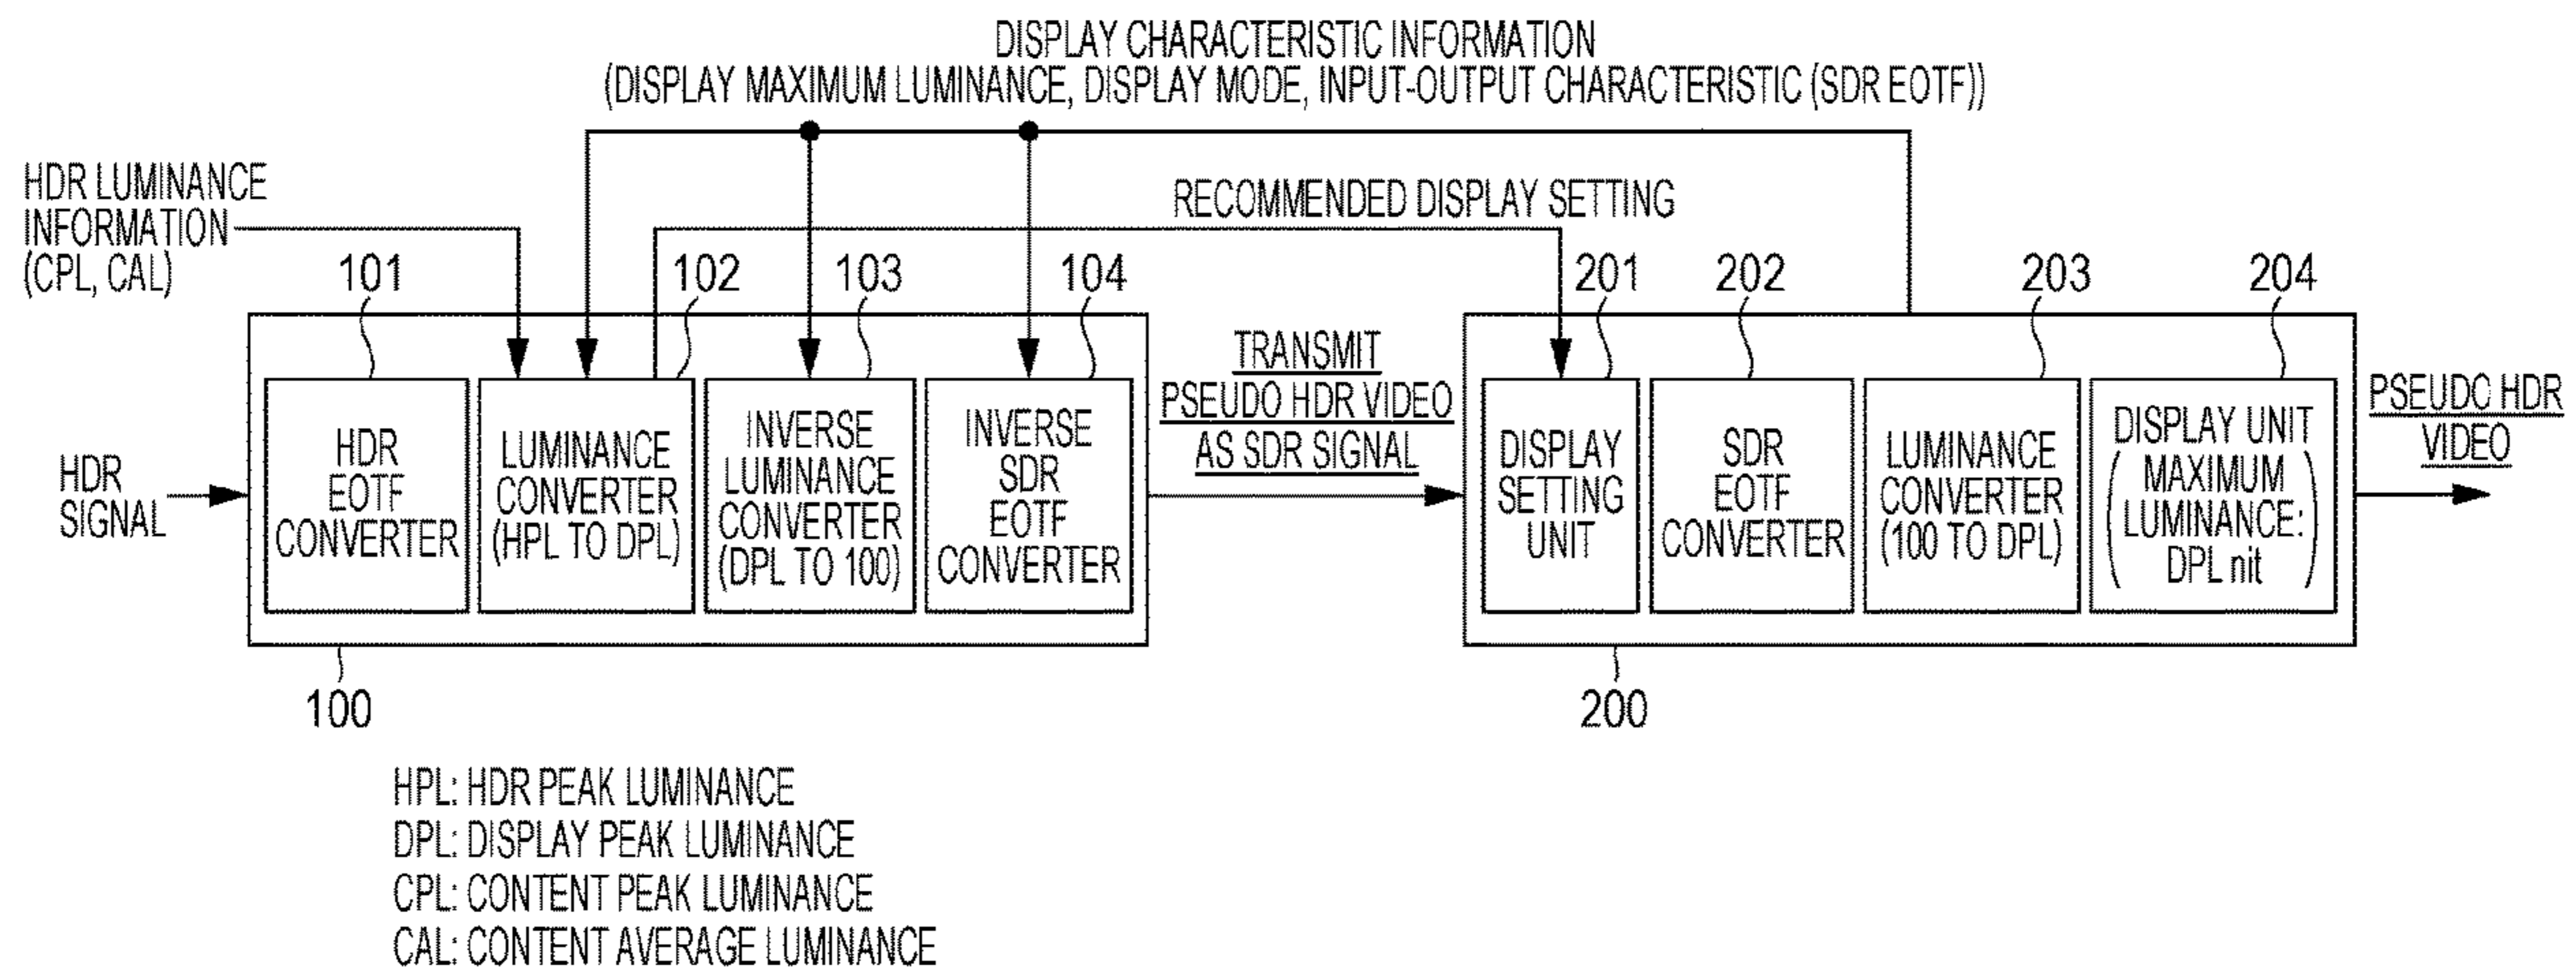 DISPLAY CHARACTERISTIC INFORMATION
(DISPLAY MAXIMUM LUMINANCE, DISPLAY MODE, INPUT-OUTPUT CHARACTERISTIC (SDR EOTF))
HDR LUMINANCE
INFORMATION
(CPL, CAL)
RECOMMENDED DISPLAY SETTING
101
102
103
104
201
202
203
204
HDR
SIGNAL
HDR
EOTF
CONVERTER
LUMINANCE
CONVERTER
(HPL TO DPL)
INVERSE
LUMINANCE
CONVERTER
(DPL TO 100)
INVERSE
SDR
EOTF
CONVERTER
TRANSMIT
PSEUDO HDR VIDEO
AS SDR SIGNAL
DISPLAY
SETTING
UNIT
SDR
EOTF
CONVERTER
LUMINANCE
CONVERTER
(100 TO DPL)
DISPLAY UNIT
(MAXIMUM
LUMINANCE:
DPL nit)
PSEUDO HDR
VIDEO
100
200
HPL: HDR PEAK LUMINANCE
DPL: DISPLAY PEAK LUMINANCE
CPL: CONTENT PEAK LUMINANCE
CAL: CONTENT AVERAGE LUMINANCE